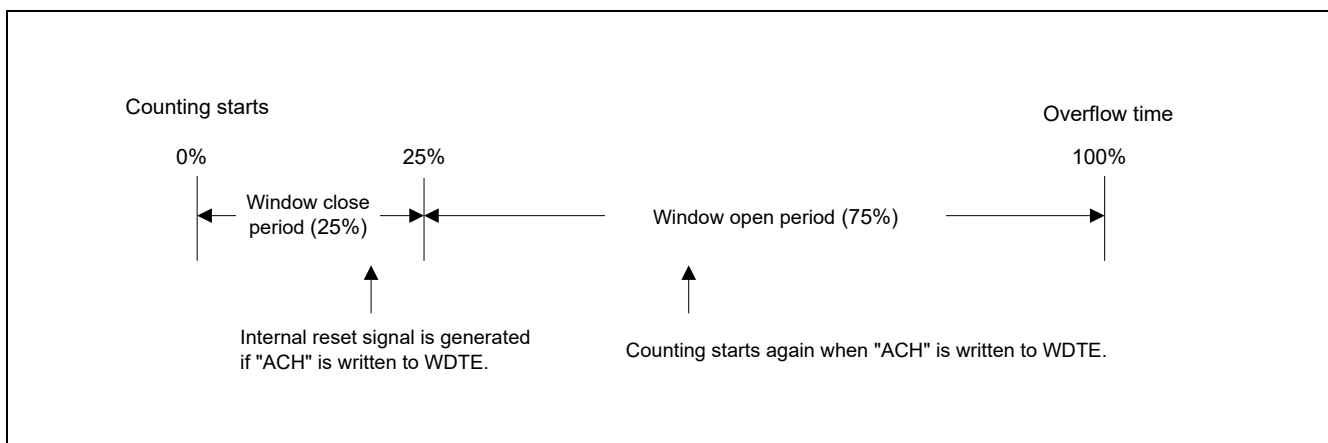 Counting starts
Overflow time
0%
25%
100%
Window close
period (25%)
Window open period (75%)
Internal reset signal is generated
if "ACH" is written to WDTE.
Counting starts again when "ACH" is written to WDTE.